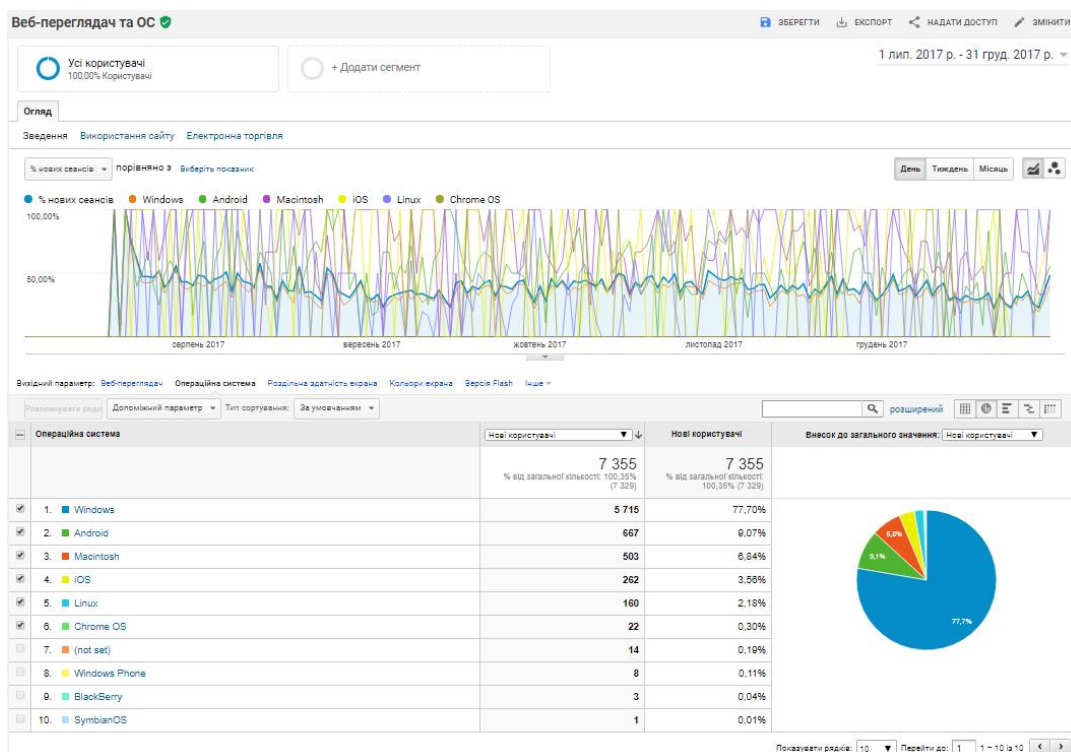 Веб-переглядач та ОС
ЗБЕРЕГТИ ЕКСПОРТ НАДАТИ ДОСТУП ЗМІНИТИ
Усі користувачі
100,00% Користувачі
+ Додати сегмент
1 лип. 2017 р. - 31 груд. 2017 р.
Огляд
Зведення Використання сайту Електронна торгівля
% нових сеансів порівняно з Виберіть показник
День Тиждень Місяць
% нових сеансів Windows Android Macintosh iOS Linux Chrome OS
100,00%
50,00%
серпень 2017 вересень 2017 жовтень 2017 листопад 2017 грудень 2017
Вихідний параметр: Веб-переглядач Операційна система Роздільна здатність екрана Кольори екрана Версія Flash Інше
Розпланувати ряди Допоміжний параметр Тип сортування: За умовчанням
розширений
Операційна система Нові користувачі Нові користувачі Внесок до загального значення: Нові користувачі
7 355 7 355
% від загальної кількості: 100,35% (7 329) % від загальної кількості: 100,35% (7 329)
1. Windows 5 715 77,70%
2. Android 667 9,07%
3. Macintosh 503 6,84%
4. iOS 262 3,56%
5. Linux 160 2,18%
6. Chrome OS 22 0,30%
7. (not set) 14 0,19%
8. Windows Phone 8 0,11%
9. BlackBerry 3 0,04%
10. SymbianOS 1 0,01%
6,8%
9,1%
77,7%
Показувати рядків: 10 Перейти до: 1 1 – 10 із 10